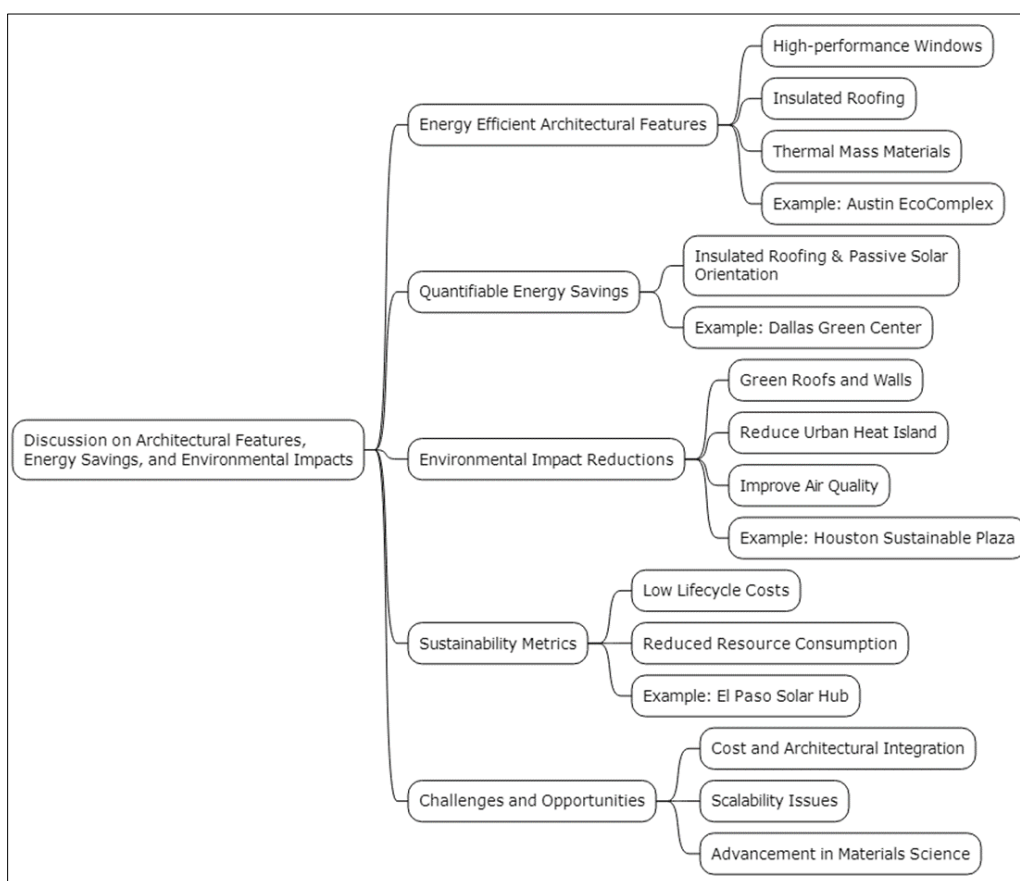 Discussion on Architectural Features,
Energy Savings, and Environmental Impacts
Energy Efficient Architectural Features
High-performance Windows
Insulated Roofing
Thermal Mass Materials
Example: Austin EcoComplex
Quantifiable Energy Savings
Insulated Roofing & Passive Solar
Orientation
Example: Dallas Green Center
Environmental Impact Reductions
Green Roofs and Walls
Reduce Urban Heat Island
Improve Air Quality
Example: Houston Sustainable Plaza
Sustainability Metrics
Low Lifecycle Costs
Reduced Resource Consumption
Example: El Paso Solar Hub
Challenges and Opportunities
Cost and Architectural Integration
Scalability Issues
Advancement in Materials Science